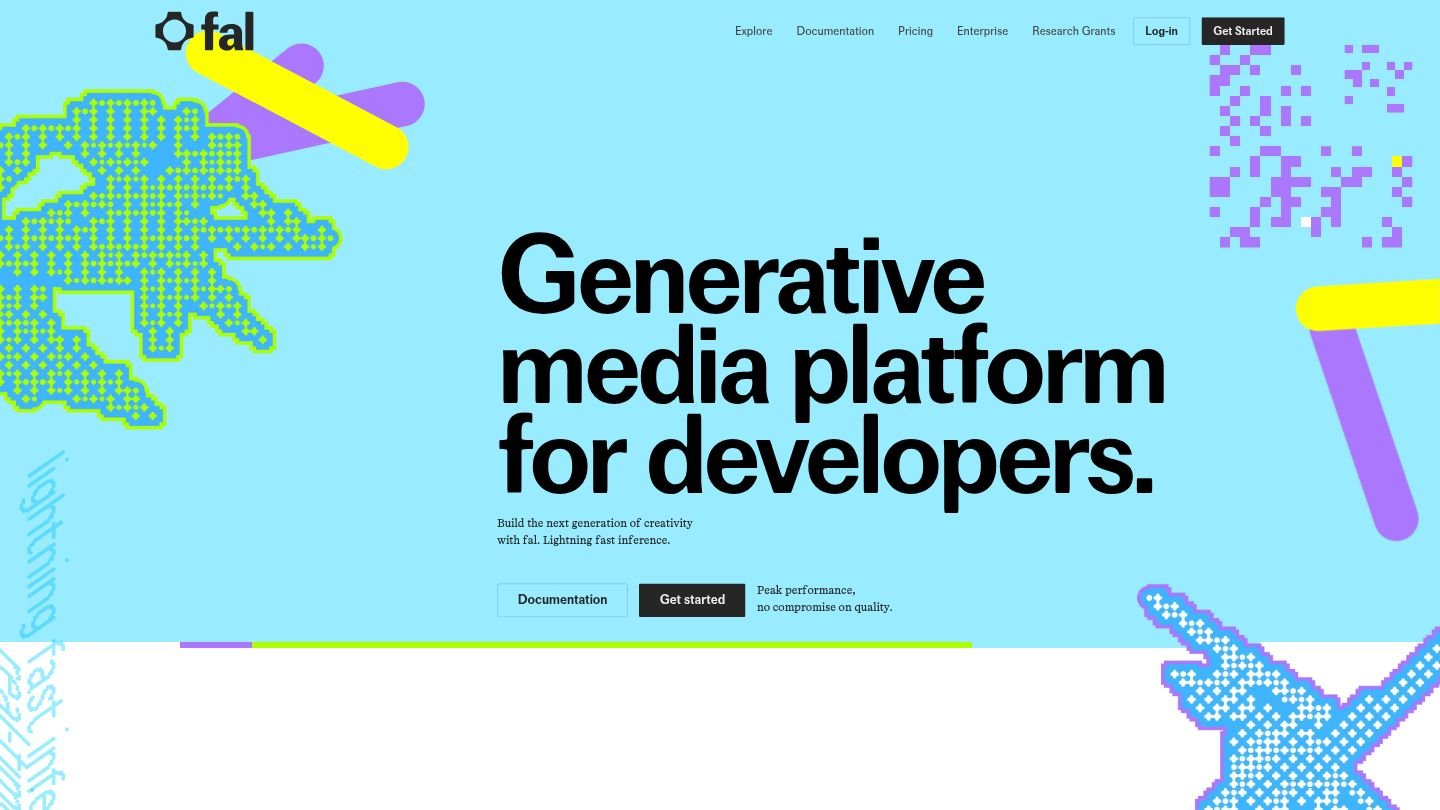 fal
Explore
Documentation
Pricing
Enterprise
Research Grants
Log-in
Get Started
Generative
media platform
for developers.
Build the next generation of creativity
with fal. Lightning fast inference.
Documentation
Get started
Peak performance,
no compromise on quality.
lightning fast infe